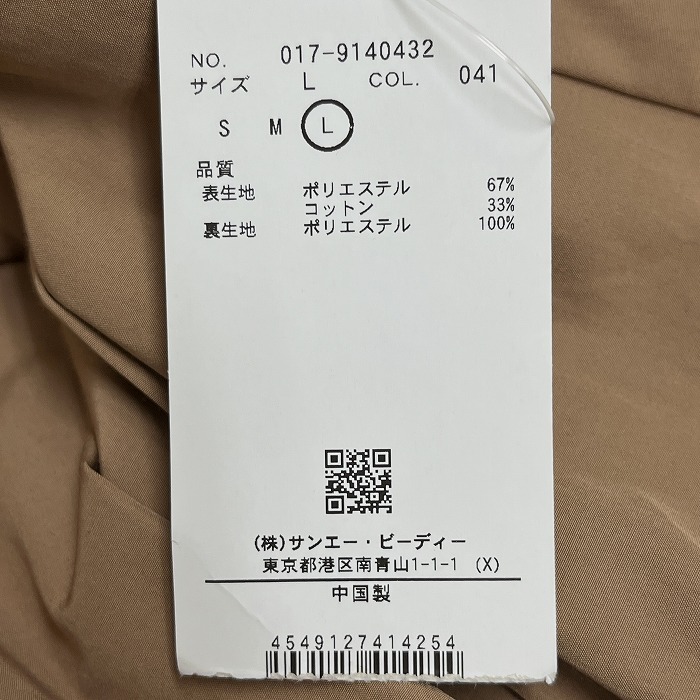 NO. 017-9140432
サイズ L COL. 041
S M L
品質
表生地 ポリエステル 67%
コットン 33%
裏生地 ポリエステル 100%
(株)サンエー・ビーディー
東京都港区南青山1-1-1 (X)
中国製
4549127414254